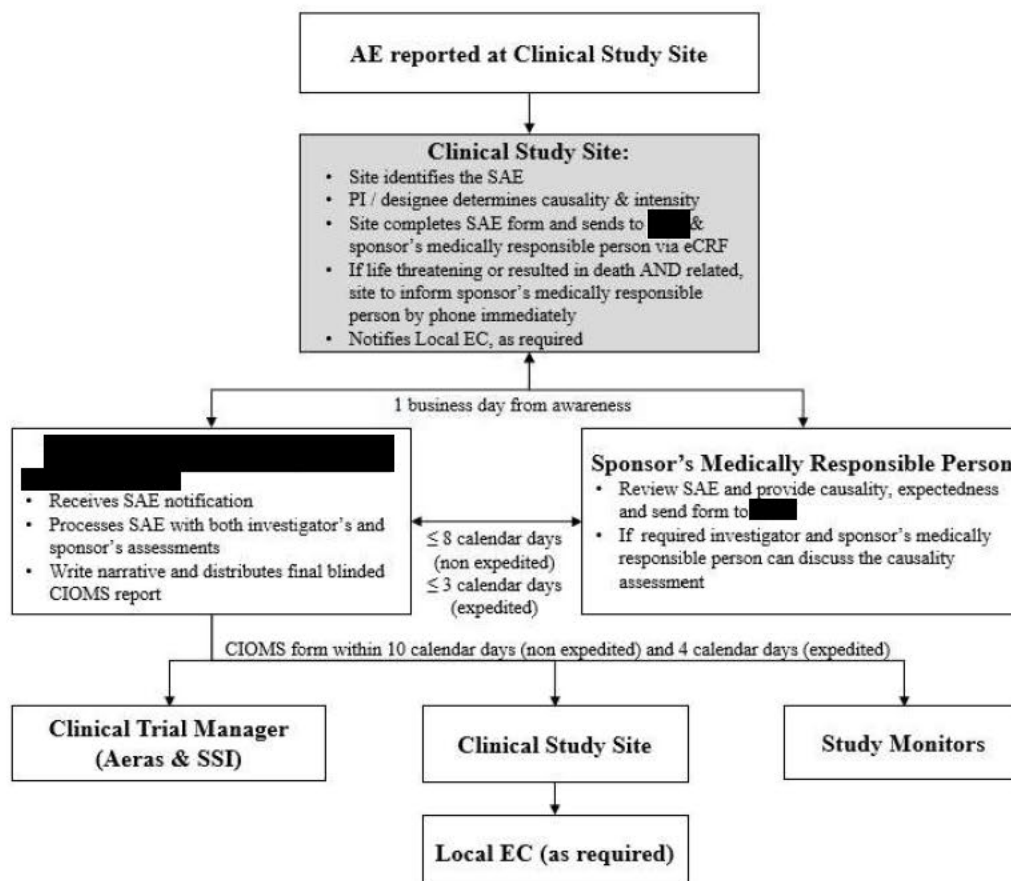 AE reported at Clinical Study Site
Clinical Study Site:
• Site identifies the SAE
• PI / designee determines causality & intensity
• Site completes SAE form and sends to &
sponsor's medically responsible person via eCRF
• If life threatening or resulted in death AND related,
site to inform sponsor's medically responsible
person by phone immediately
• Notifies Local EC, as required
1 business day from awareness
• Receives SAE notification
• Processes SAE with both investigator's and
sponsor's assessments
• Write narrative and distributes final blinded
CIOMS report
≤ 8 calendar days
(non expedited)
≤ 3 calendar days
(expedited)
Sponsor's Medically Responsible Person
• Review SAE and provide causality, expectedness
and send form to
• If required investigator and sponsor's medically
responsible person can discuss the causality
assessment
CIOMS form within 10 calendar days (non expedited) and 4 calendar days (expedited)
Clinical Trial Manager
(Aeras & SSI)
Clinical Study Site
Study Monitors
Local EC (as required)